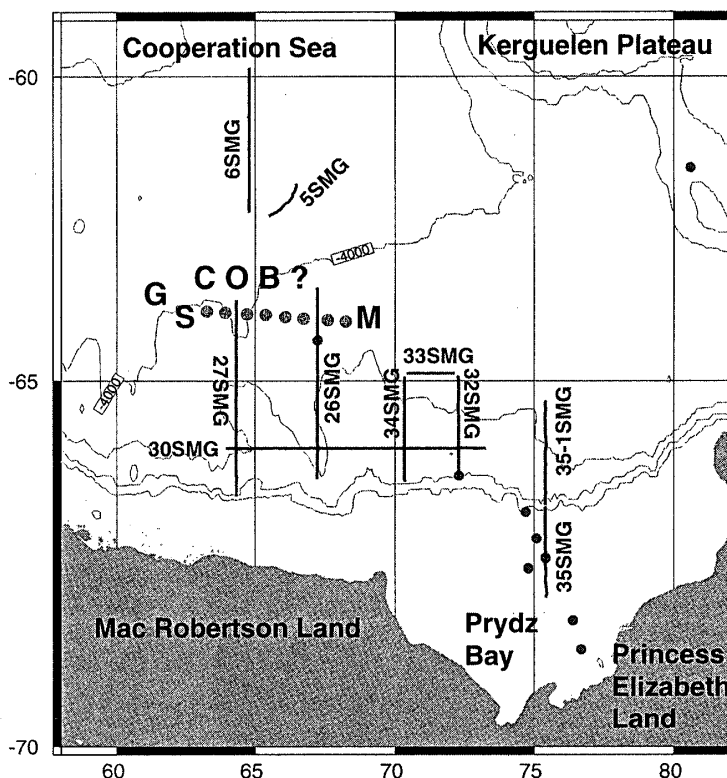 Cooperation Sea
Kerguelen Plateau
-60
6SMG
5SMG
-4000
C O B ?
G
S
M
33SMG
-65
-4000
27SMG
26SMG
34SMG
32SMG
35-1SMG
30SMG
35SMG
Mac Robertson Land
Prydz
Bay
Princess
Elizabeth
Land
-70
60
65
70
75
80